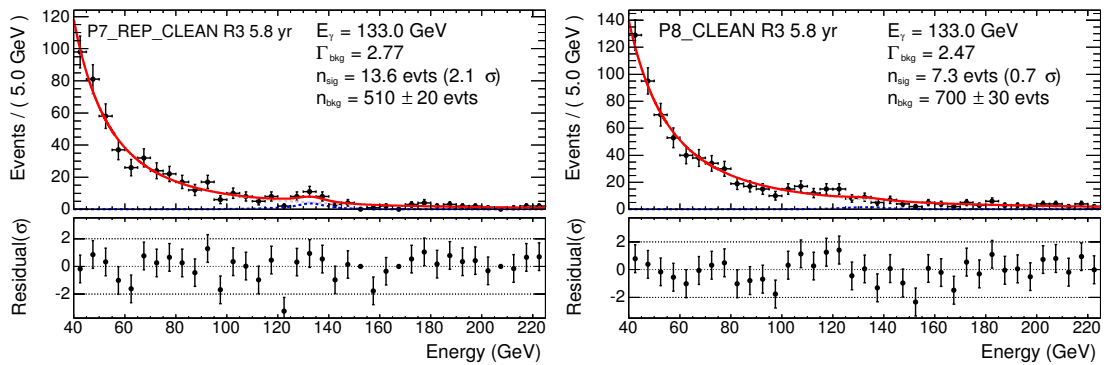 P7_REP_CLEAN R3 5.8 yr
Eγ = 133.0 GeV
Γbkg = 2.77
nsig = 13.6 evts (2.1 σ)
nbkg = 510 ± 20 evts
Events / ( 5.0 GeV )
120
100
80
60
40
20
0
Residual(σ)
2
0
-2
40 60 80 100 120 140 160 180 200 220
Energy (GeV)
P8_CLEAN R3 5.8 yr
Eγ = 133.0 GeV
Γbkg = 2.47
nsig = 7.3 evts (0.7 σ)
nbkg = 700 ± 30 evts
Events / ( 5.0 GeV )
140
120
100
80
60
40
20
0
Residual(σ)
2
0
-2
40 60 80 100 120 140 160 180 200 220
Energy (GeV)